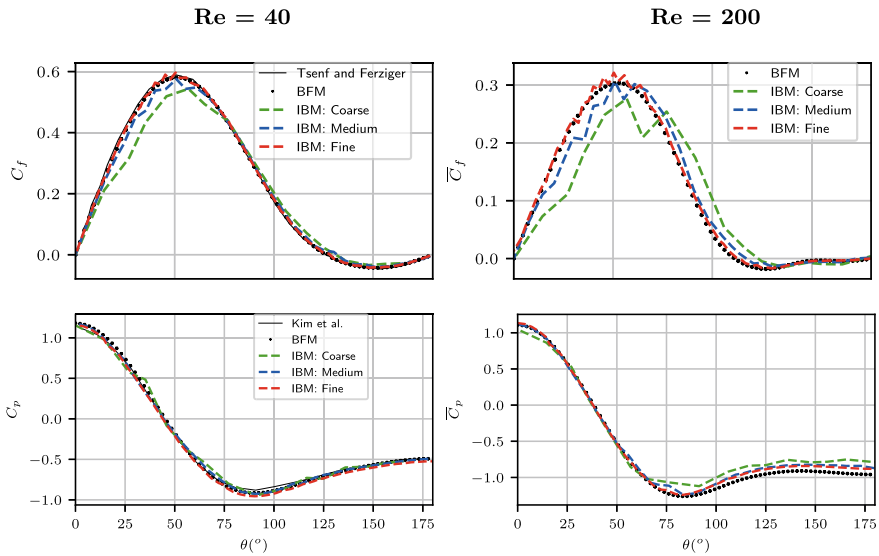 Re = 40
Re = 200
0.6
0.4
0.2
0.0
C_f
Tsenf and Ferziger
BFM
IBM: Coarse
IBM: Medium
IBM: Fine
0.3
0.2
0.1
0.0
C̅_f
BFM
IBM: Coarse
IBM: Medium
IBM: Fine
1.0
0.5
0.0
−0.5
−1.0
C_p
Kim et al.
BFM
IBM: Coarse
IBM: Medium
IBM: Fine
0 25 50 75 100 125 150 175
θ(°)
1.0
0.5
0.0
−0.5
−1.0
C̅_p
0 25 50 75 100 125 150 175
θ(°)